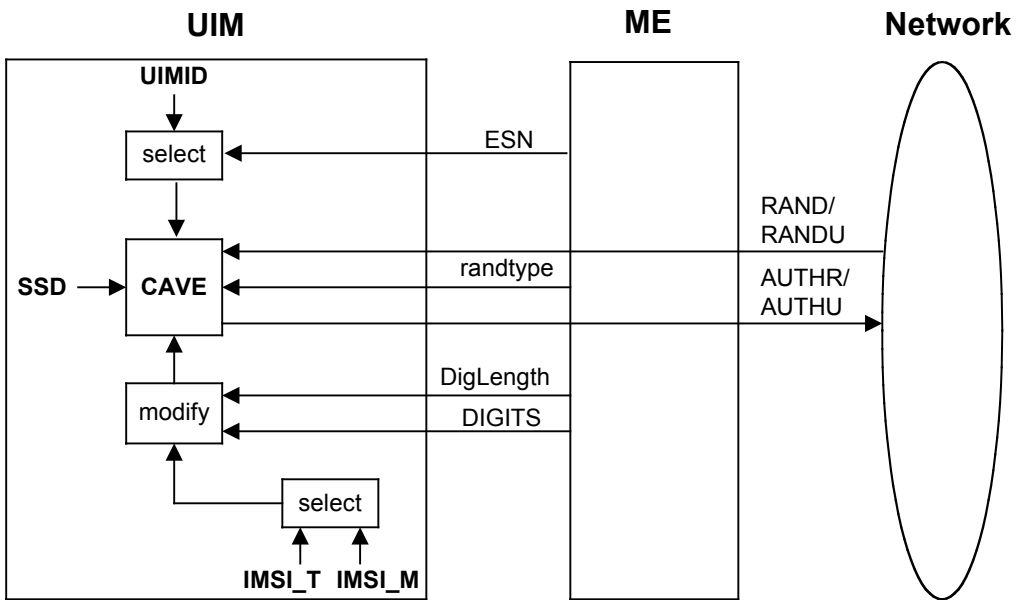 UIM
ME
Network
UIMID
select
ESN
RAND/
RANDU
randtype
SSD
CAVE
AUTHR/
AUTHU
DigLength
modify
DIGITS
select
IMSI_T IMSI_M